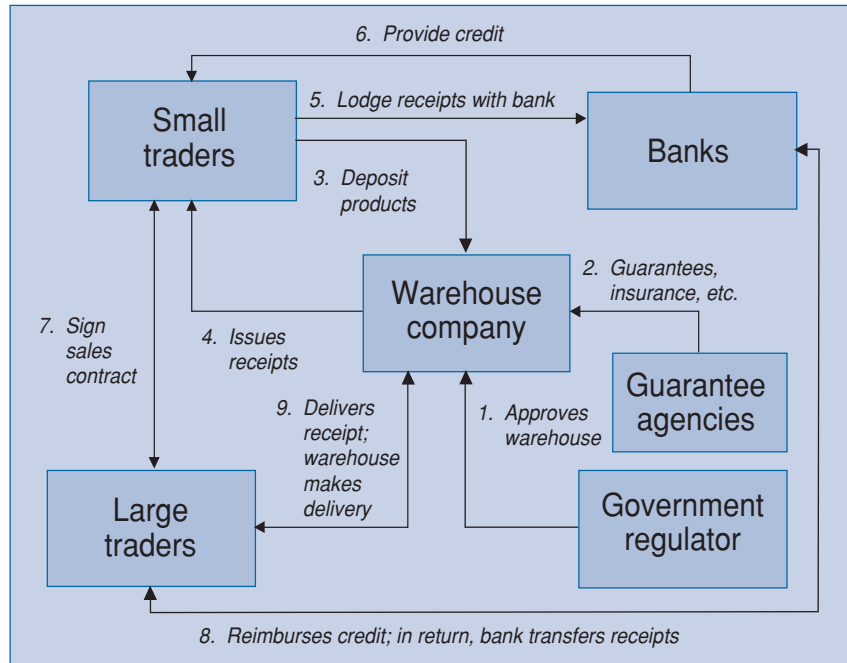 6. Provide credit
Small
traders
5. Lodge receipts with bank
Banks
3. Deposit
products
Warehouse
company
2. Guarantees,
insurance, etc.
7. Sign
sales
contract
4. Issues
receipts
Guarantee
agencies
9. Delivers
receipt;
warehouse
makes
delivery
1. Approves
warehouse
Large
traders
Government
regulator
8. Reimburses credit; in return, bank transfers receipts